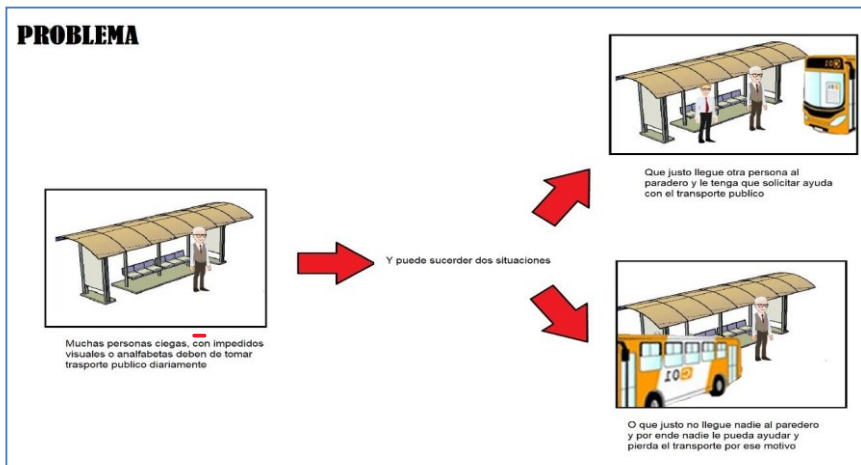 PROBLEMA
Que justo llegue otra persona al
paradero y le tenga que solicitar ayuda
con el transporte publico
Y puede sucerder dos situaciones
Muchas personas ciegas, con impedidos
visuales o analfabetas deben de tomar
trasporte publico diariamente
O que justo no llegue nadie al paredero
y por ende nadie le pueda ayudar y
pierda el transporte por ese motivo